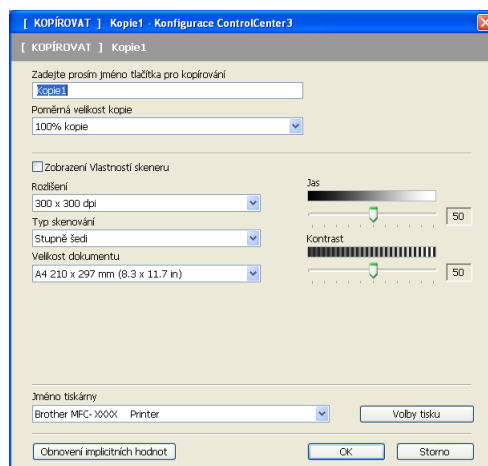 [ KOPÍROVAT ] Kopie1 - Konfigurace ControlCenter3
[ KOPÍROVAT ] Kopie1
Zadejte prosím jméno tlačítka pro kopírování
Kopie1
Poměrná velikost kopie
100% kopie
Zobrazení Vlastností skeneru
Rozlišení
300 x 300 dpi
Typ skenování
Stupně šedi
Velikost dokumentu
A4 210 x 297 mm (8.3 x 11.7 in)
Jas
50
Kontrast
50
Jméno tiskárny
Brother MFC-XXXX Printer
Volby tisku
Obnovení implicitních hodnot
OK
Storno